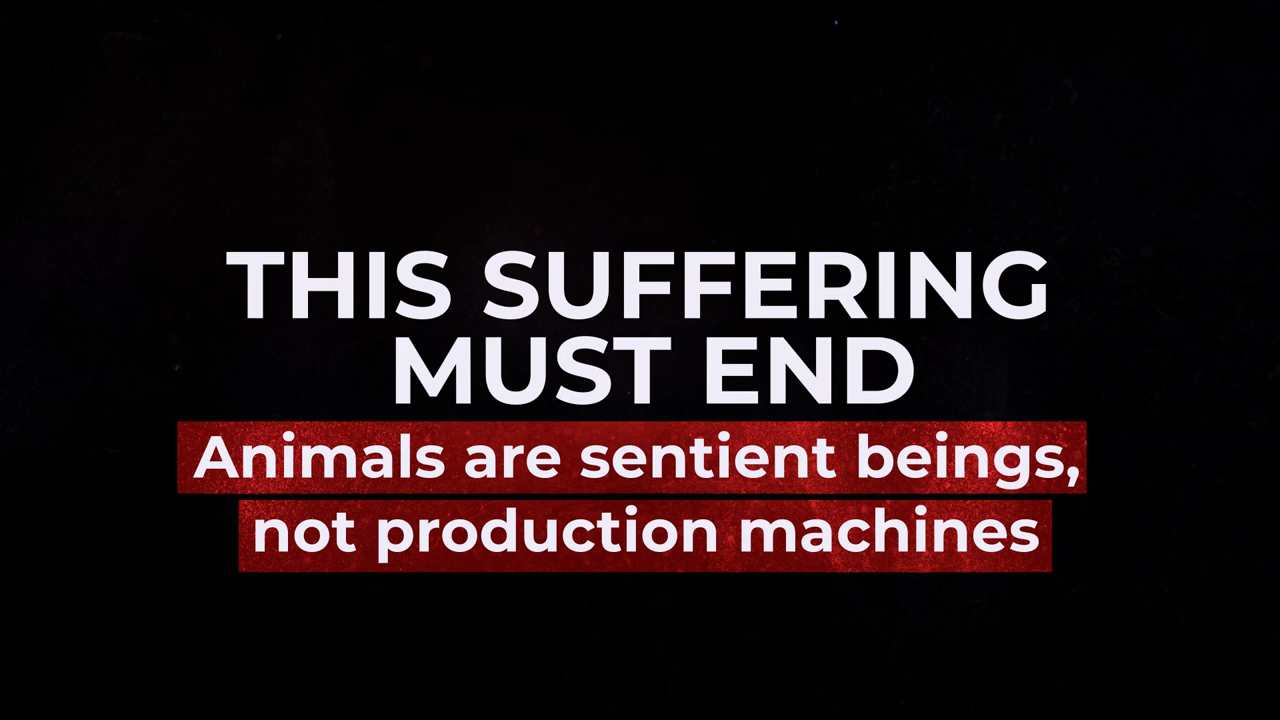 THIS SUFFERING
MUST END
Animals are sentient beings,
not production machines